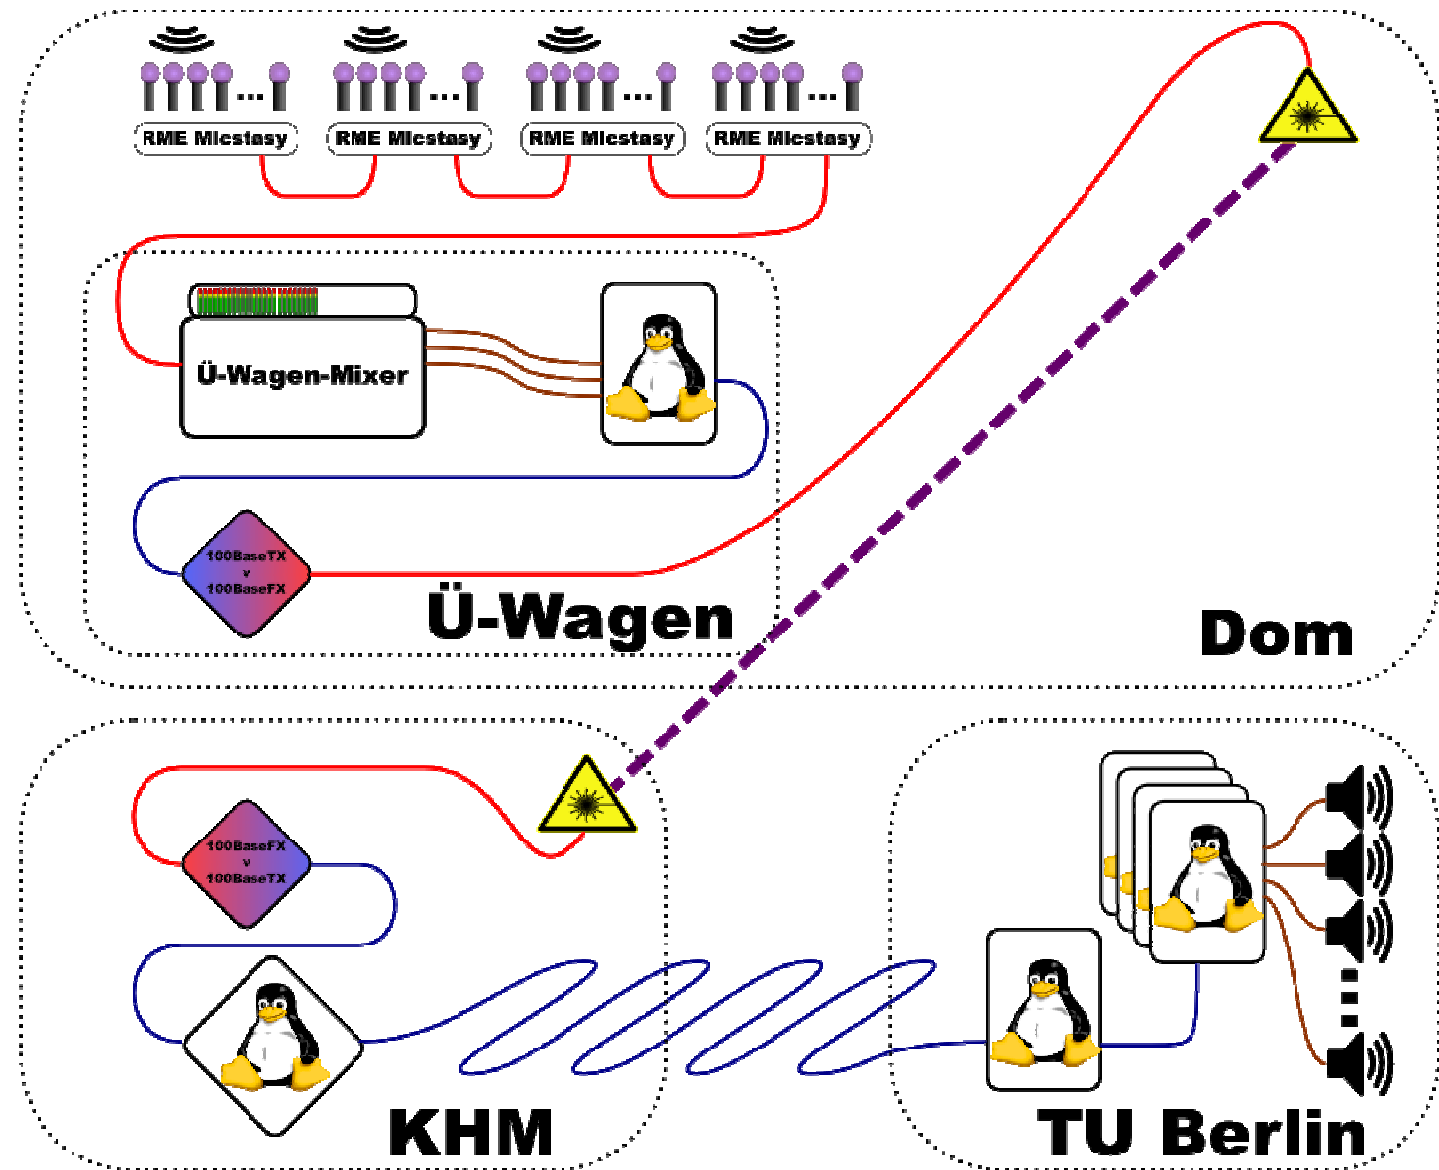 RME Micstasy RME Micstasy RME Micstasy RME Micstasy
Ü-Wagen-Mixer
100BaseTX
v
100BaseFX
Ü-Wagen
Dom
100BaseFX
v
100BaseTX
KHM
TU Berlin